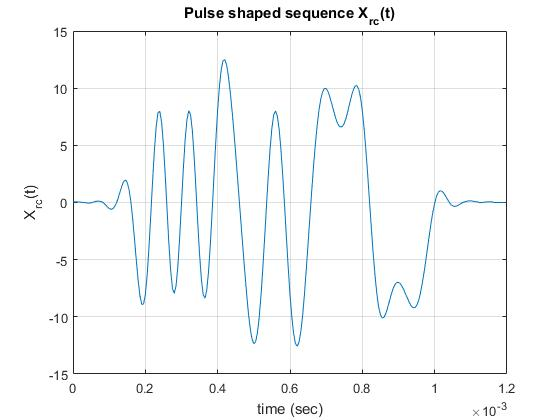 Pulse shaped sequence X_rc(t)
15
10
5
0
-5
-10
-15
X_rc(t)
0 0.2 0.4 0.6 0.8 1 1.2
×10^-3
time (sec)